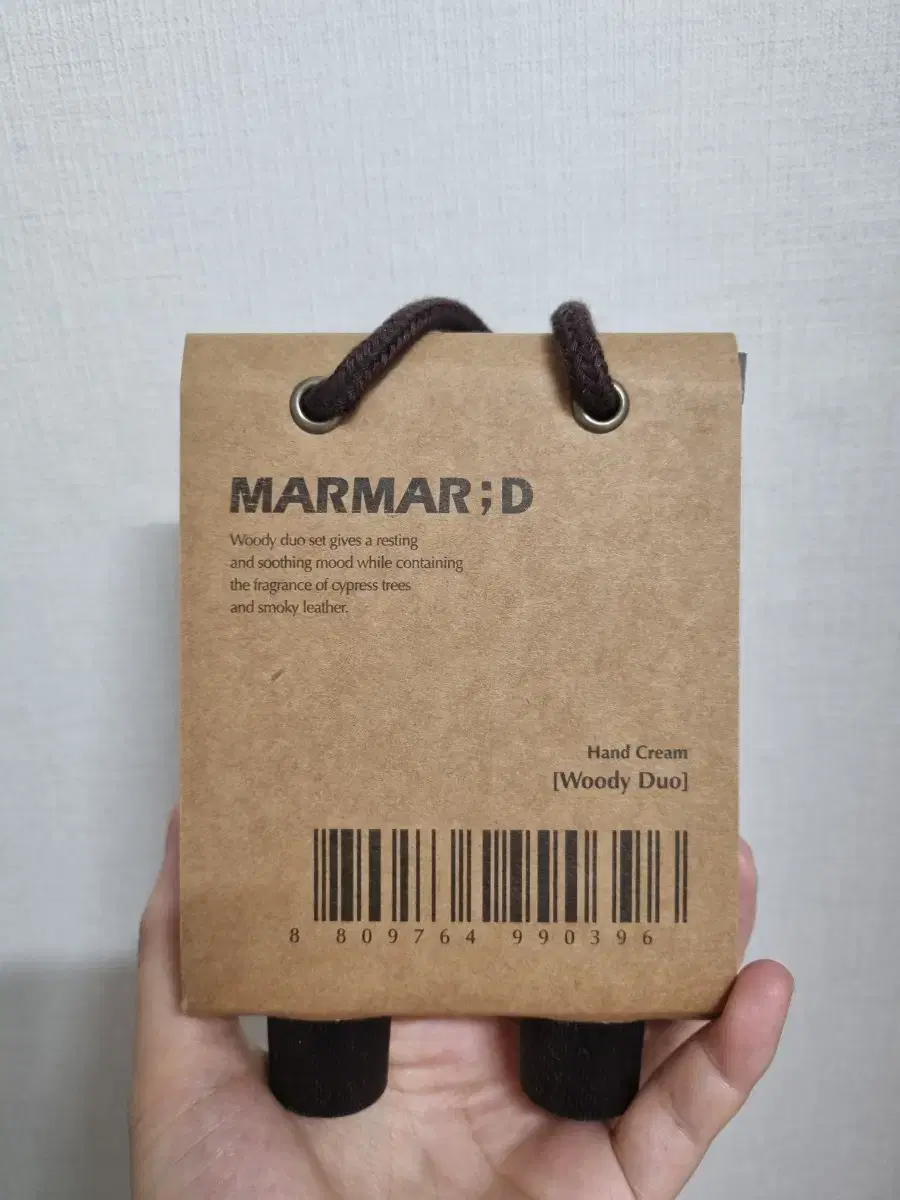 MARMAR;D
Woody duo set gives a resting
and soothing mood while containing
the fragrance of cypress trees
and smoky leather.
Hand Cream
[Woody Duo]
8 809764 990396